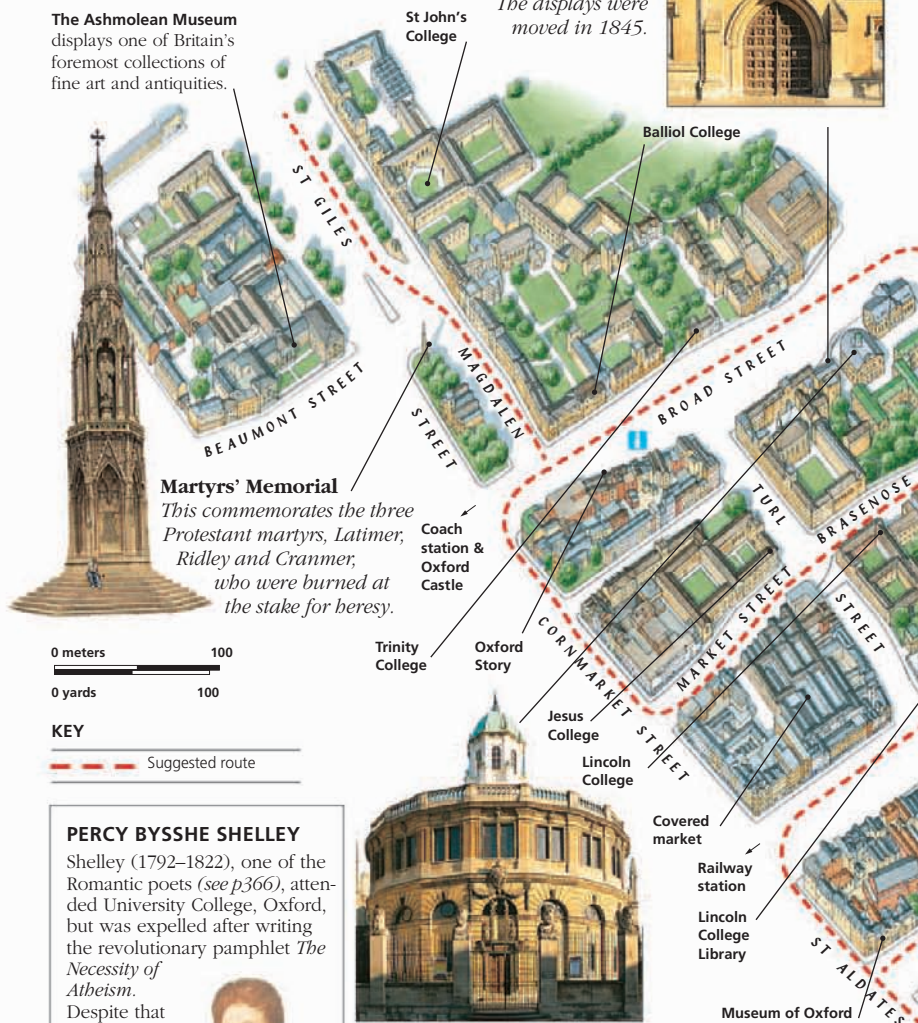 The Ashmolean Museum
displays one of Britain's
foremost collections of
fine art and antiquities.
St John's
College
The displays were
moved in 1845.
Balliol College
ST GILES
BEAUMONT STREET
MAGDALEN
STREET
BROAD STREET
Martyrs' Memorial
This commemorates the three
Protestant martyrs, Latimer,
Ridley and Cranmer,
who were burned at
the stake for heresy.
Coach
station &
Oxford
Castle
TURL
STREET
BRASENOSE
MARKET STREET
CORNMARKET STREET
Trinity
College
Oxford
Story
Jesus
College
Lincoln
College
Covered
market
Railway
station
Lincoln
College
Library
ST ALDATES
Museum of Oxford
0 meters 100
0 yards 100
KEY
Suggested route
PERCY BYSSHE SHELLEY
Shelley (1792–1822), one of the
Romantic poets (see p366), atten-
ded University College, Oxford,
but was expelled after writing
the revolutionary pamphlet The
Necessity of
Atheism.
Despite that